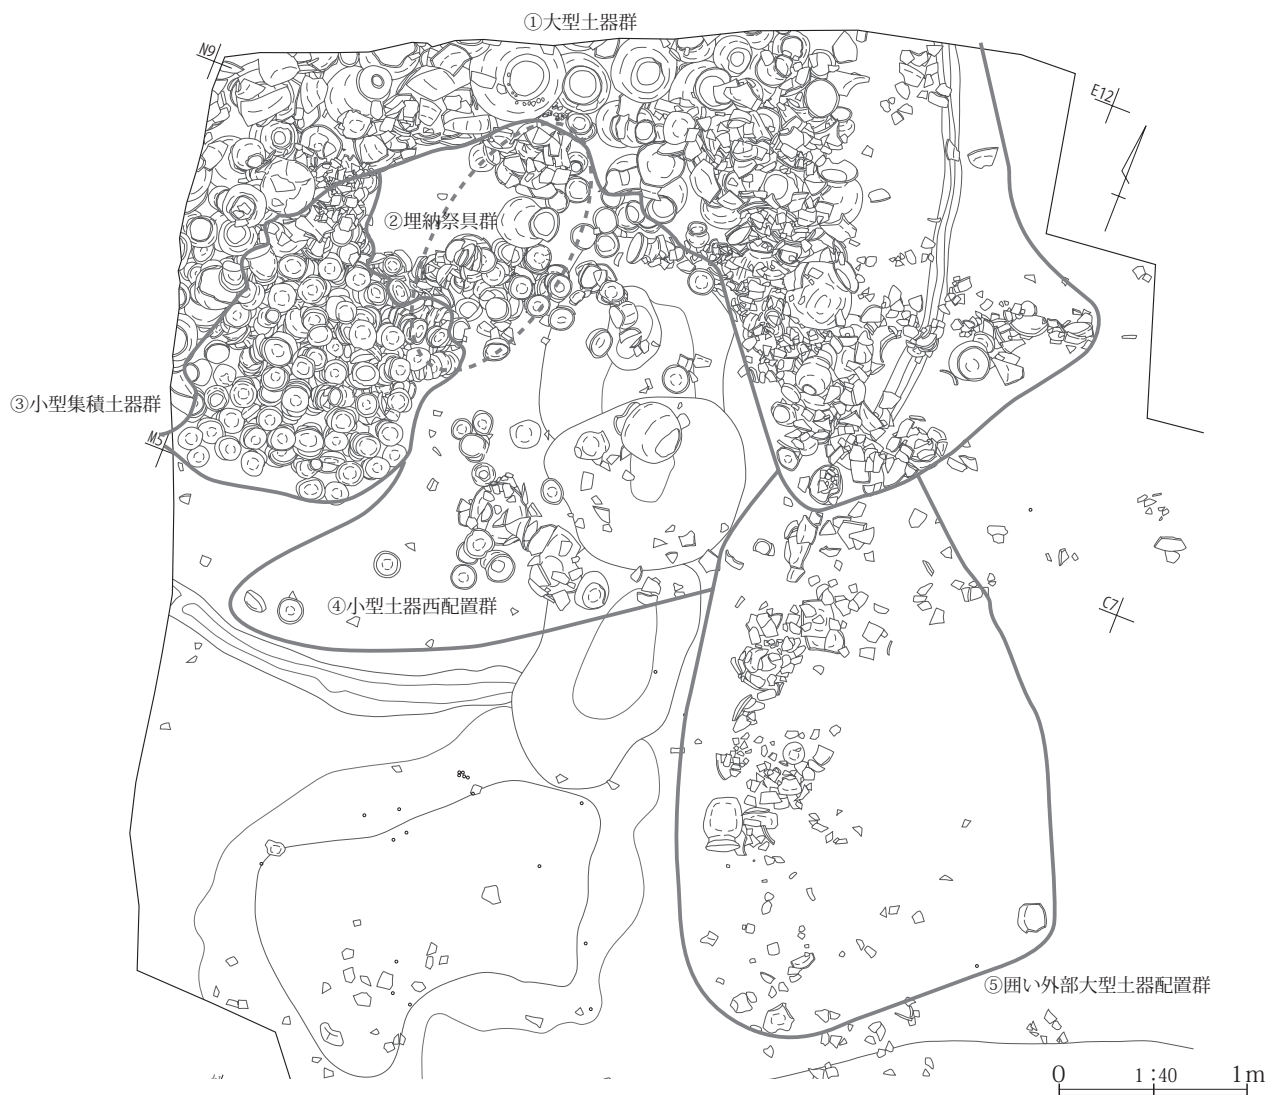 ①大型土器群
N9
E12
②埋納祭具群
③小型集積土器群
M5
④小型土器西配置群
C7
⑤囲い外部大型土器配置群
0 1:40 1m